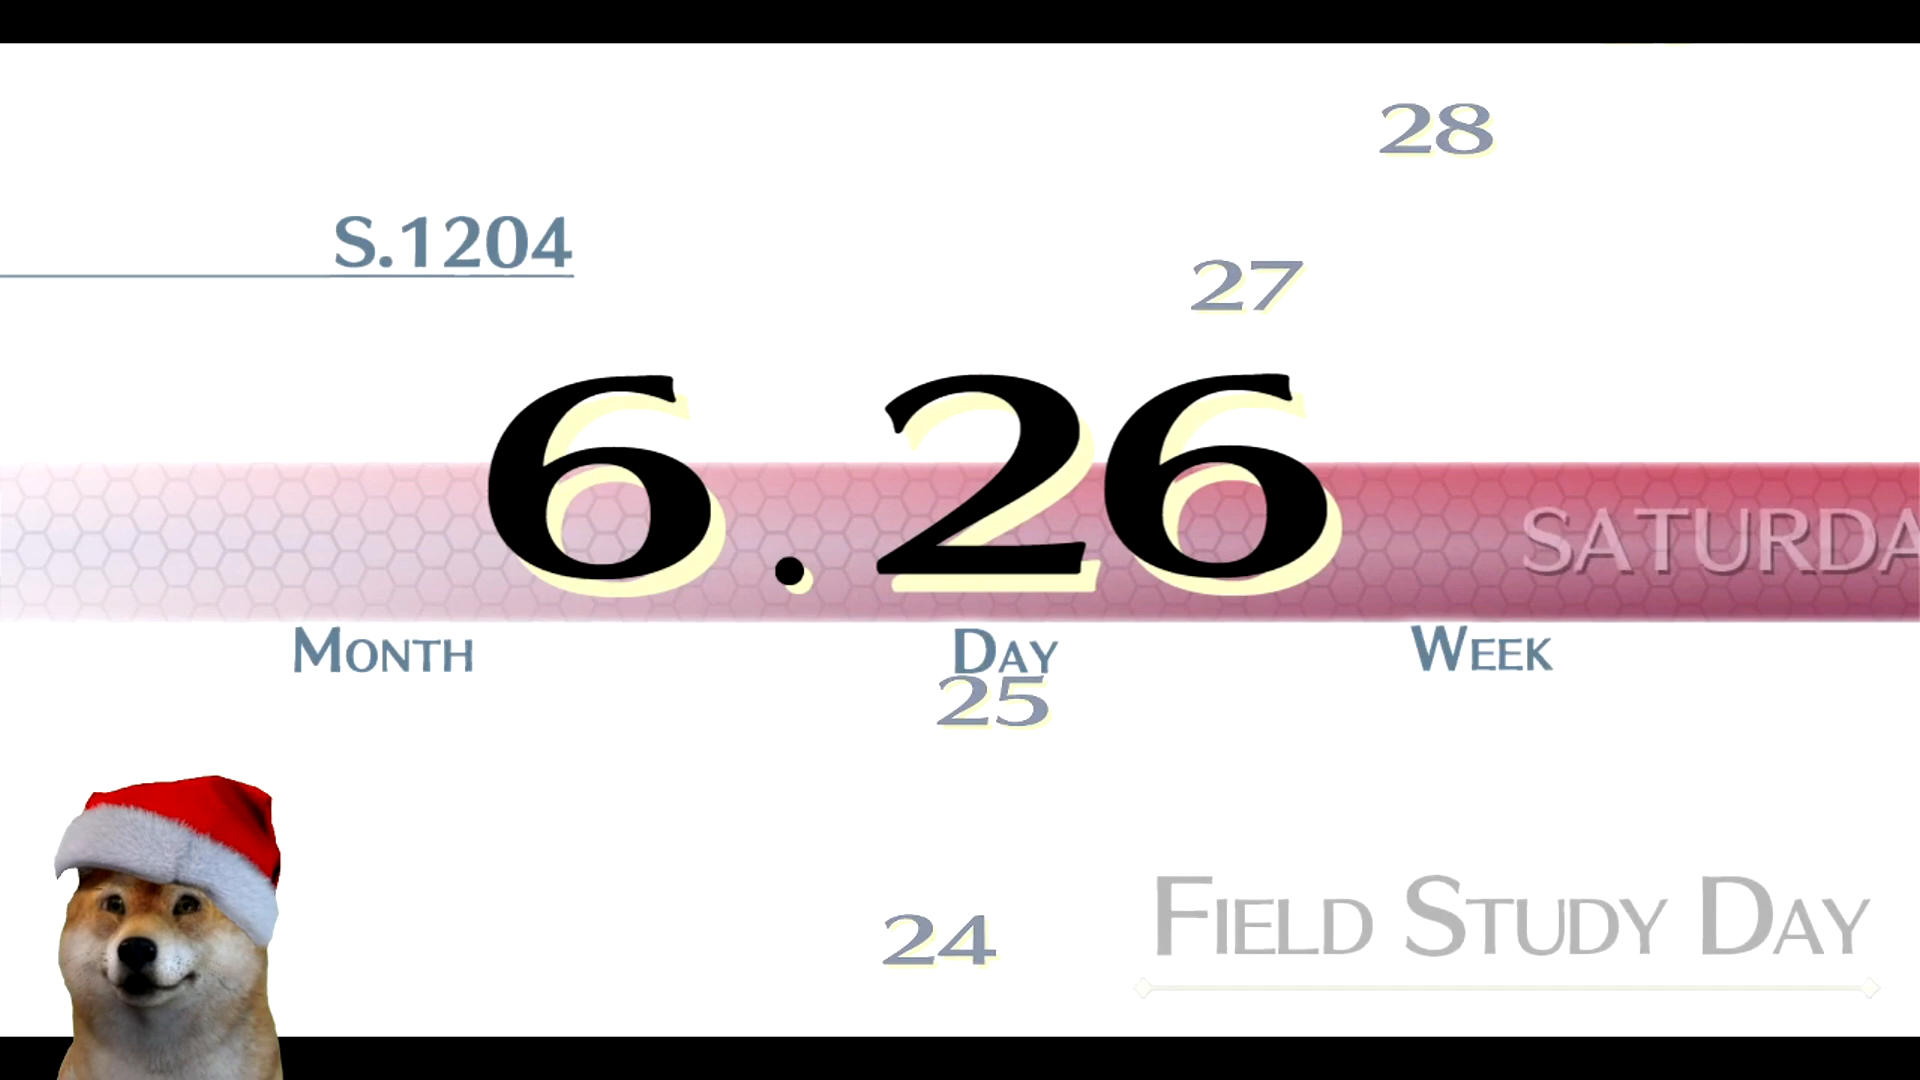 28
S.1204
27
6.26
SATURDA
MONTH
DAY
WEEK
25
24
FIELD STUDY DAY